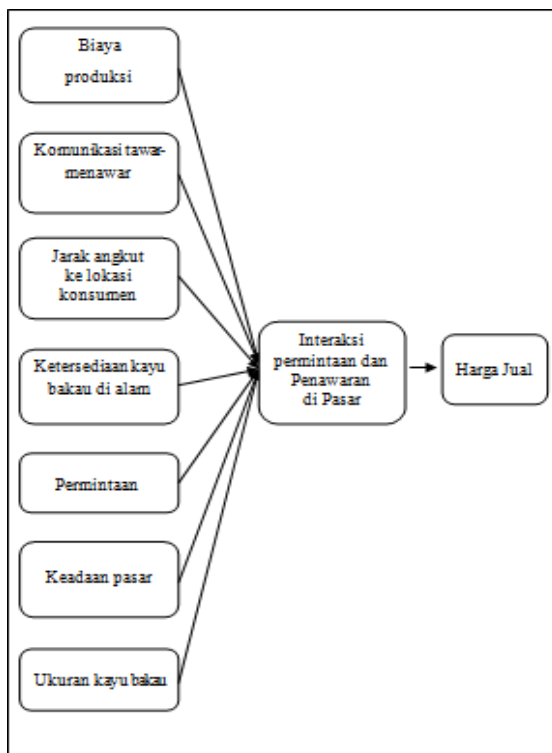 Biaya
produksi
Komunikasi tawar-
menawar
Jarak angkut
ke lokasi
konsumen
Ketersediaan kayu
bakau di alam
Permintaan
Keadaan pasar
Ukuran kayu bakau
Interaksi
permintaan dan
Penawaran
di Pasar
Harga Jual